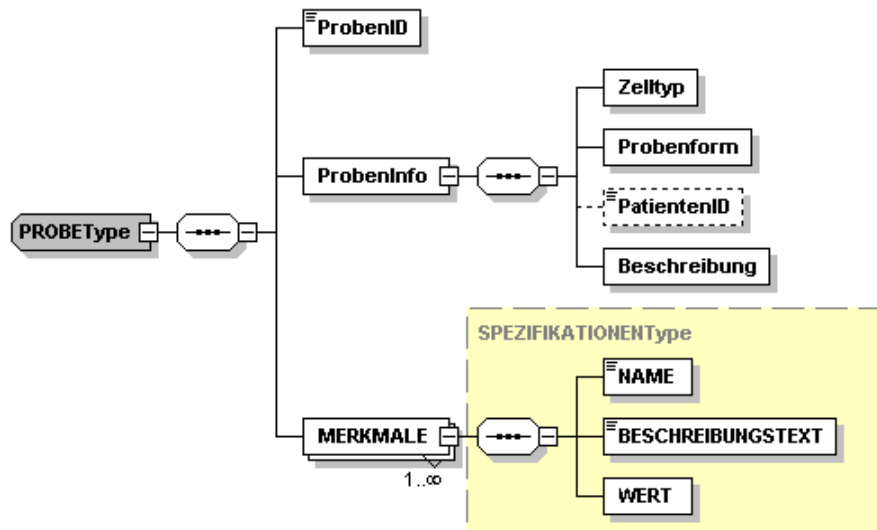 ProbenID
Zelltyp
Probenform
ProbenInfo
PatientenID
PROBEType
Beschreibung
SPEZIFIKATIONENType
NAME
MERKMALE
BESCHREIBUNGSTEXT
1..∞
WERT